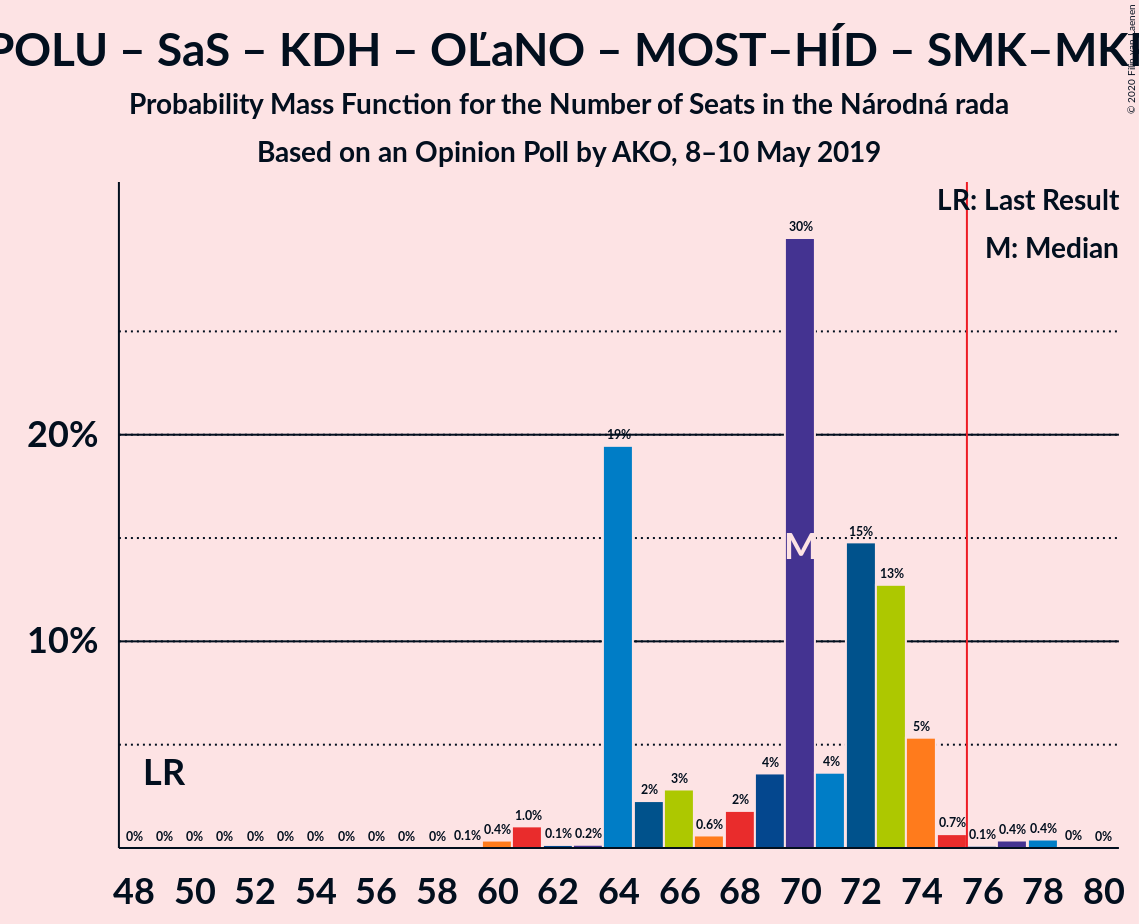 POLU – SaS – KDH – OĽaNO – MOST–HÍD – SMK–MK
Probability Mass Function for the Number of Seats in the Národná rada
Based on an Opinion Poll by AKO, 8–10 May 2019
© 2020 Filip van Laenen
LR: Last Result
M: Median
20%
10%
LR
M
0% 0% 0% 0% 0% 0% 0% 0% 0% 0% 0% 0.1% 0.4% 1.0% 0.1% 0.2% 19% 2% 3% 0.6% 2% 4% 30% 4% 15% 13% 5% 0.7% 0.1% 0.4% 0.4% 0% 0%
48 50 52 54 56 58 60 62 64 66 68 70 72 74 76 78 80